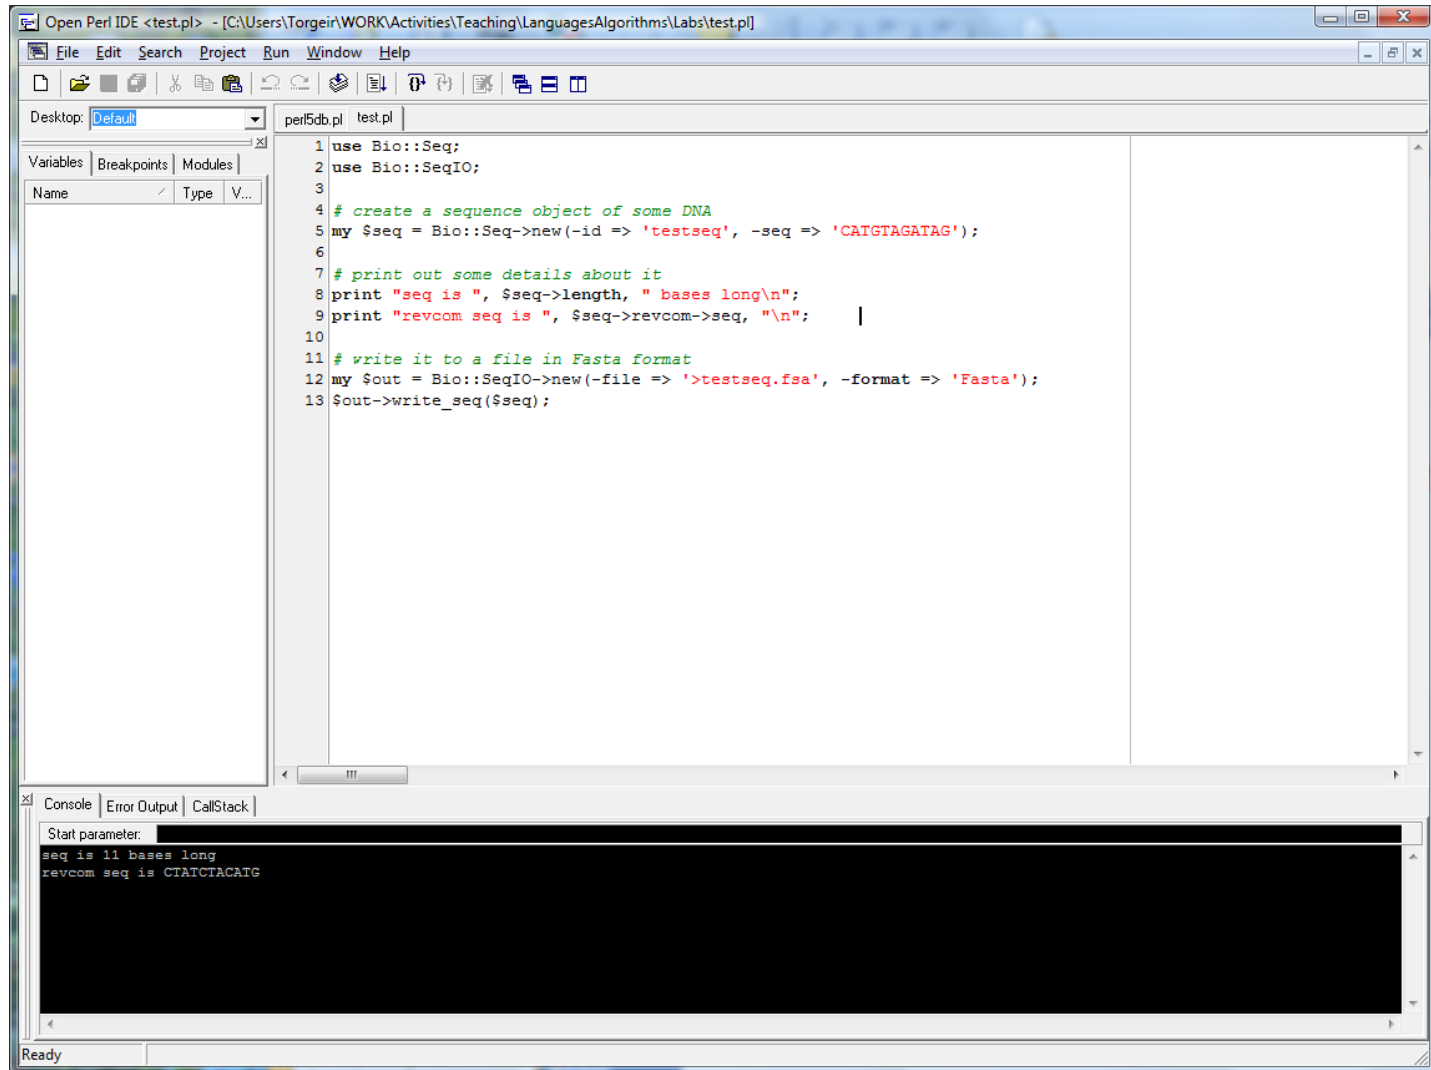 Open Perl IDE <test.pl> - [C:\Users\Torgeir\WORK\Activities\Teaching\LanguagesAlgorithms\Labs\test.pl]
File Edit Search Project Run Window Help
Desktop: Default
perl5db.pl test.pl
Variables Breakpoints Modules
Name Type V...
1 use Bio::Seq;
2 use Bio::SeqIO;
3
4 # create a sequence object of some DNA
5 my $seq = Bio::Seq->new(-id => 'testseq', -seq => 'CATGTAGATAG');
6
7 # print out some details about it
8 print "seq is ", $seq->length, " bases long\n";
9 print "revcom seq is ", $seq->revcom->seq, "\n";
10
11 # write it to a file in Fasta format
12 my $out = Bio::SeqIO->new(-file => '>testseq.fsa', -format => 'Fasta');
13 $out->write_seq($seq);
Console Error Output CallStack
Start parameter:
seq is 11 bases long
revcom seq is CTATCTACATG
Ready